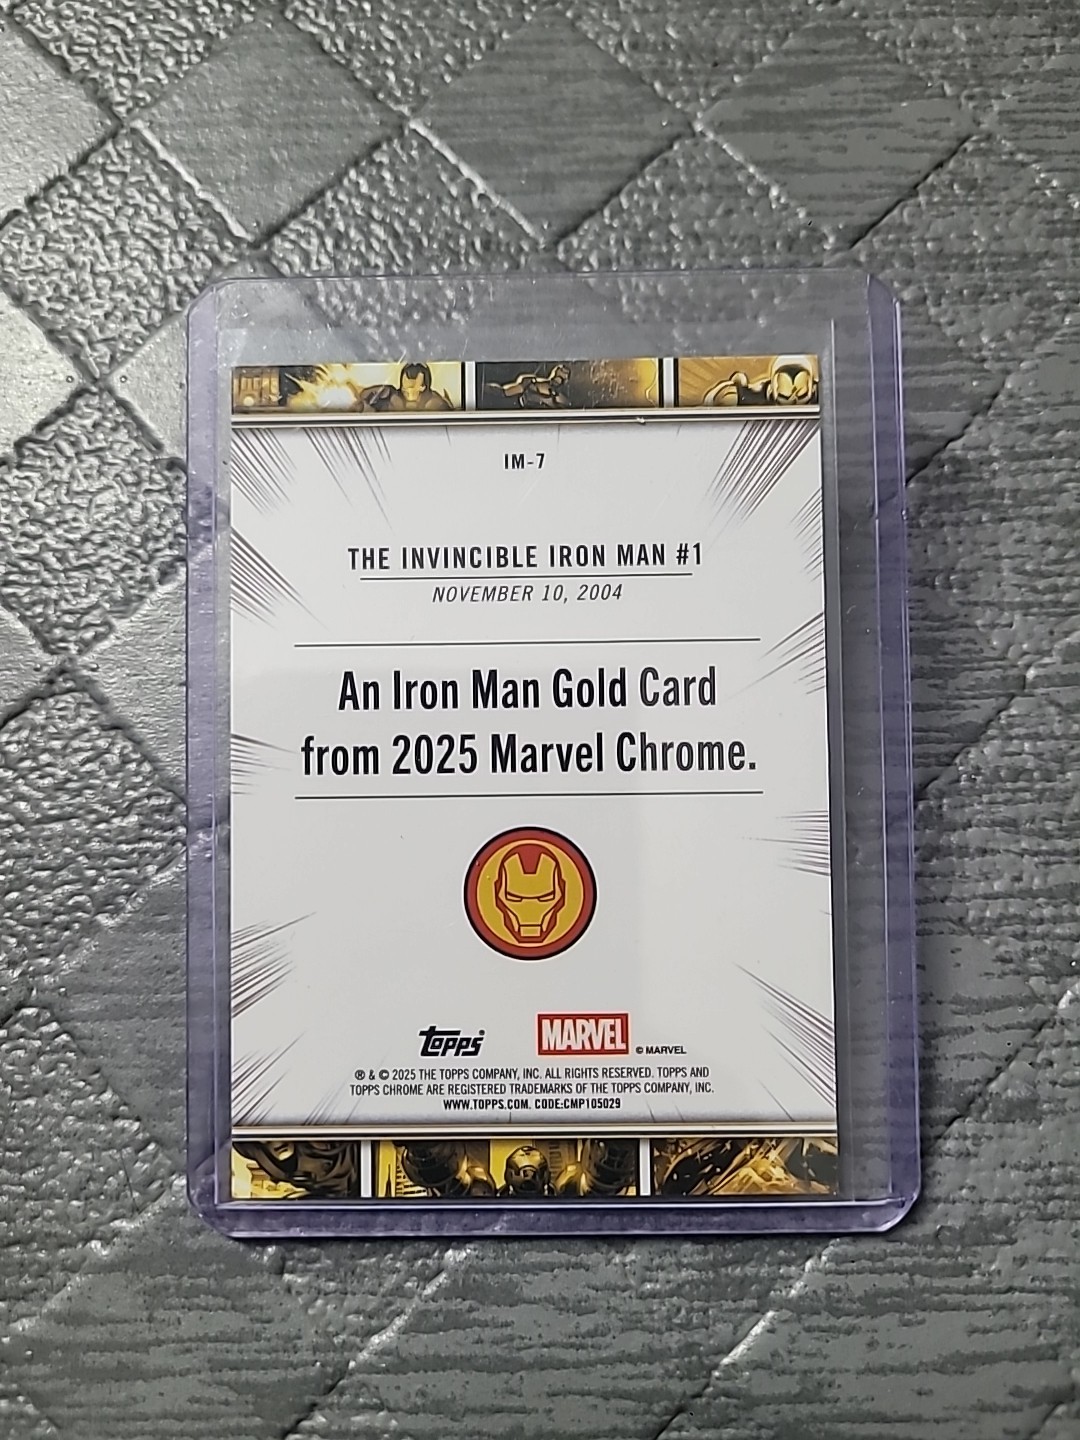 IM-7
THE INVINCIBLE IRON MAN #1
NOVEMBER 10, 2004
An Iron Man Gold Card
from 2025 Marvel Chrome.
Topps® MARVEL © MARVEL
® & © 2025 THE TOPPS COMPANY, INC. ALL RIGHTS RESERVED. TOPPS AND
TOPPS CHROME ARE REGISTERED TRADEMARKS OF THE TOPPS COMPANY, INC.
WWW.TOPPS.COM. CODE:CMP105029